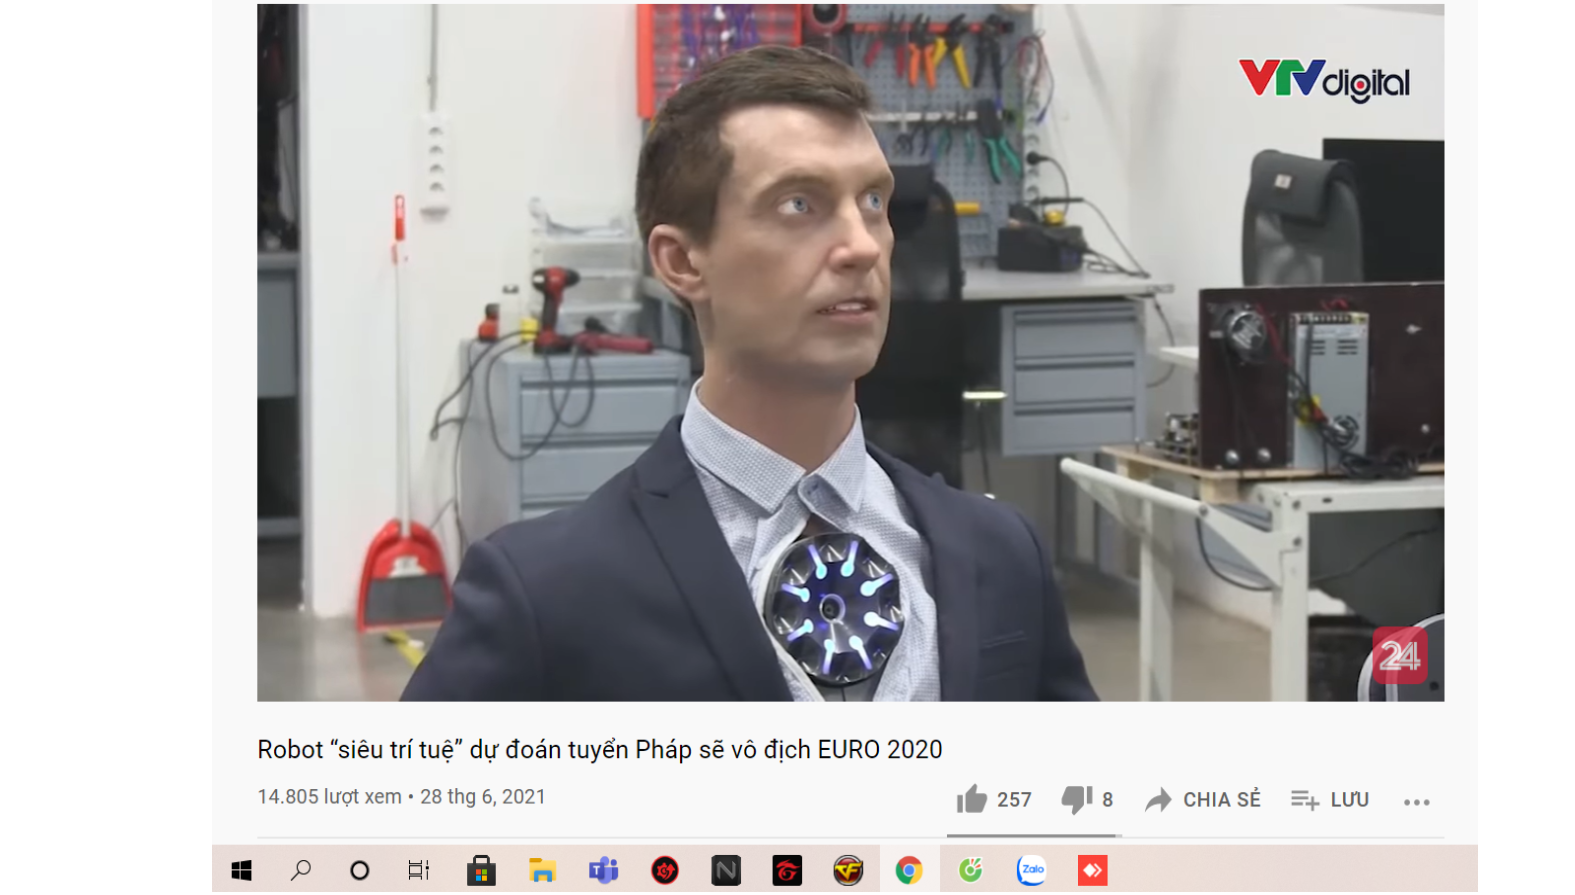 VTV digital
24
Robot “siêu trí tuệ” dự đoán tuyển Pháp sẽ vô địch EURO 2020
14.805 lượt xem • 28 thg 6, 2021
257
8
CHIA SẺ
LƯU
Zalo